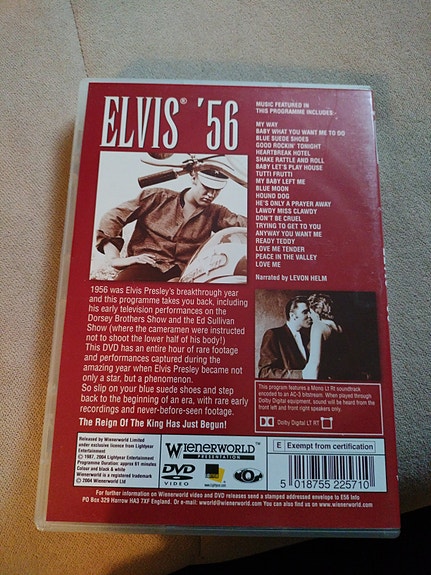 ELVIS® '56
MUSIC FEATURED IN
THIS PROGRAMME INCLUDES
MY WAY
BABY WHAT YOU WANT ME TO DO
BLUE SUEDE SHOES
GOOD ROCKIN' TONIGHT
HEARTBREAK HOTEL
SHAKE RATTLE AND ROLL
BABY LET'S PLAY HOUSE
TUTTI FRUTTI
MY BABY LEFT ME
BLUE MOON
HOUND DOG
HE'S ONLY A PRAYER AWAY
LAWDY MISS CLAWDY
DON'T BE CRUEL
TRYING TO GET TO YOU
ANYWAY YOU WANT ME
READY TEDDY
LOVE ME TENDER
PEACE IN THE VALLEY
LOVE ME
Narrated by LEVON HELM
1956 was Elvis Presley's breakthrough year
and this programme takes you back, including
his early television performances on the
Dorsey Brothers Show and the Ed Sullivan
Show (where the cameramen were instructed
not to shoot the lower half of his body!)
This DVD has an entire hour of rare footage
and performances captured during the
amazing year when Elvis Presley became not
only a star, but a phenomenon.
So slip on your blue suede shoes and step
back to the beginning of an era, with rare early
recordings and never-before-seen footage.
The Reign Of The King Has Just Begun!
This program features a Mono Lt Rt soundtrack
encoded to an AC-3 bitstream. When played through
Dolby Digital equipment, sound will be heard from the
front left and front right speakers only.
Dolby Digital LT RT
Released by Wienerworld Limited
under exclusive licence from Lightyear
Entertainment
© 1987, 2004 Lightyear Entertainment
Programme Duration: approx 61 minutes
Colour and black & white
Wienerworld is a registered trademark
© 2004 Wienerworld Ltd
WIENERWORLD
PRESENTATION
DVD
VIDEO
www.lightyear.com
E Exempt from certification
5 018755 225710
For further information on Wienerworld video and DVD releases send a stamped addressed envelope to E56 Info
PO Box 329 Harrow HA3 7XF England. Or e-mail: wworld@wienerworld.com You can also find us on www.wienerworld.com